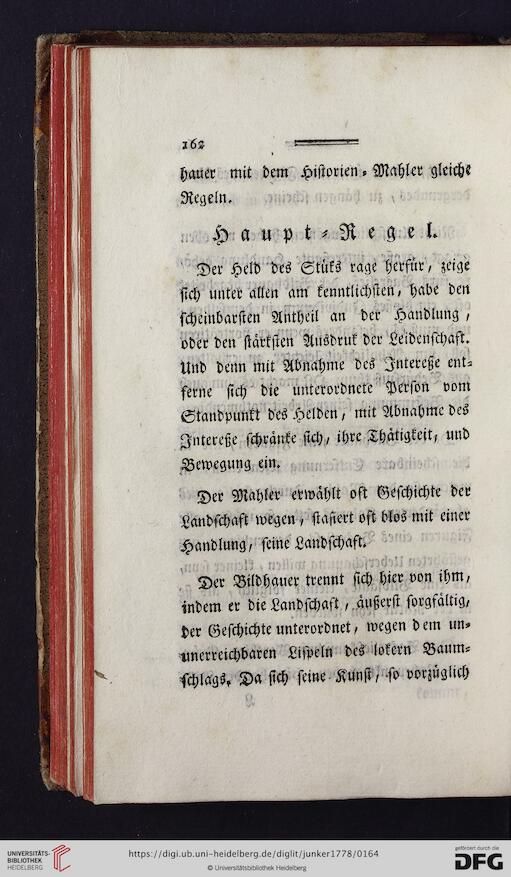 162
hauer mit dem Historien-Mahler gleiche
Regeln.
Haupt-Regel.
Der Held des Stüks rage herfür, zeige
sich unter allen am kenntlichsten, habe den
scheinbarsten Antheil an der Handlung,
oder den stärksten Ausdruk der Leidenschaft.
Und denn mit Abnahme des Intereße ent-
ferne sich die unterordnete Person vom
Standpunkt des Helden, mit Abnahme des
Intereße schränke sich, ihre Thätigkeit, und
Bewegung ein.
Der Mahler erwählt oft Geschichte der
Landschaft wegen, stafiert oft blos mit einer
Handlung, seine Landschaft.
Der Bildhauer trennt sich hier von ihm,
indem er die Landschaft, äußerst sorgfältig,
der Geschichte unterordnet, wegen dem un-
unerreichbaren Lispeln des lokern Baum-
schlags. Da sich seine Kunst, so vorzüglich
UNIVERSITÄTS-
BIBLIOTHEK
HEIDELBERG
https://digi.ub.uni-heidelberg.de/diglit/junker1778/0164
© Universitätsbibliothek Heidelberg
gefördert durch die
DFG